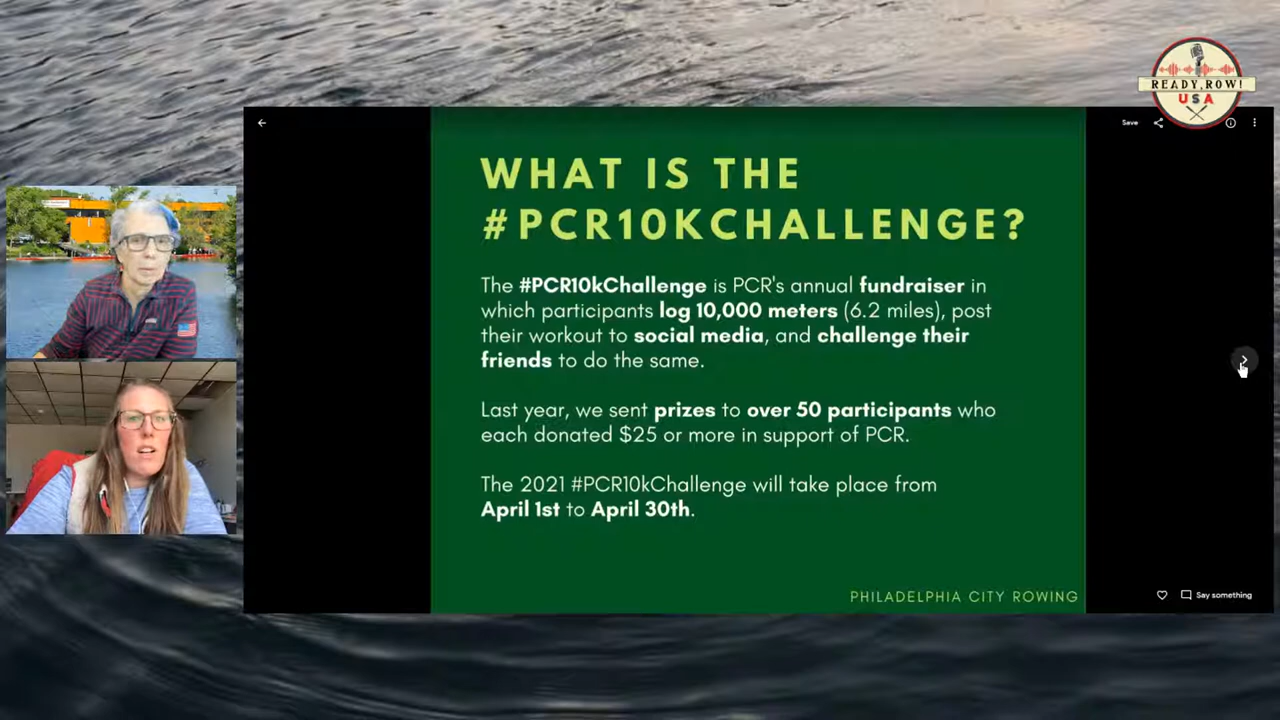 READY, ROW!
USA
Save
WHAT IS THE
#PCR10KCHALLENGE?
The #PCR10kChallenge is PCR's annual fundraiser in
which participants log 10,000 meters (6.2 miles), post
their workout to social media, and challenge their
friends to do the same.
Last year, we sent prizes to over 50 participants who
each donated $25 or more in support of PCR.
The 2021 #PCR10kChallenge will take place from
April 1st to April 30th.
PHILADELPHIA CITY ROWING
Say something